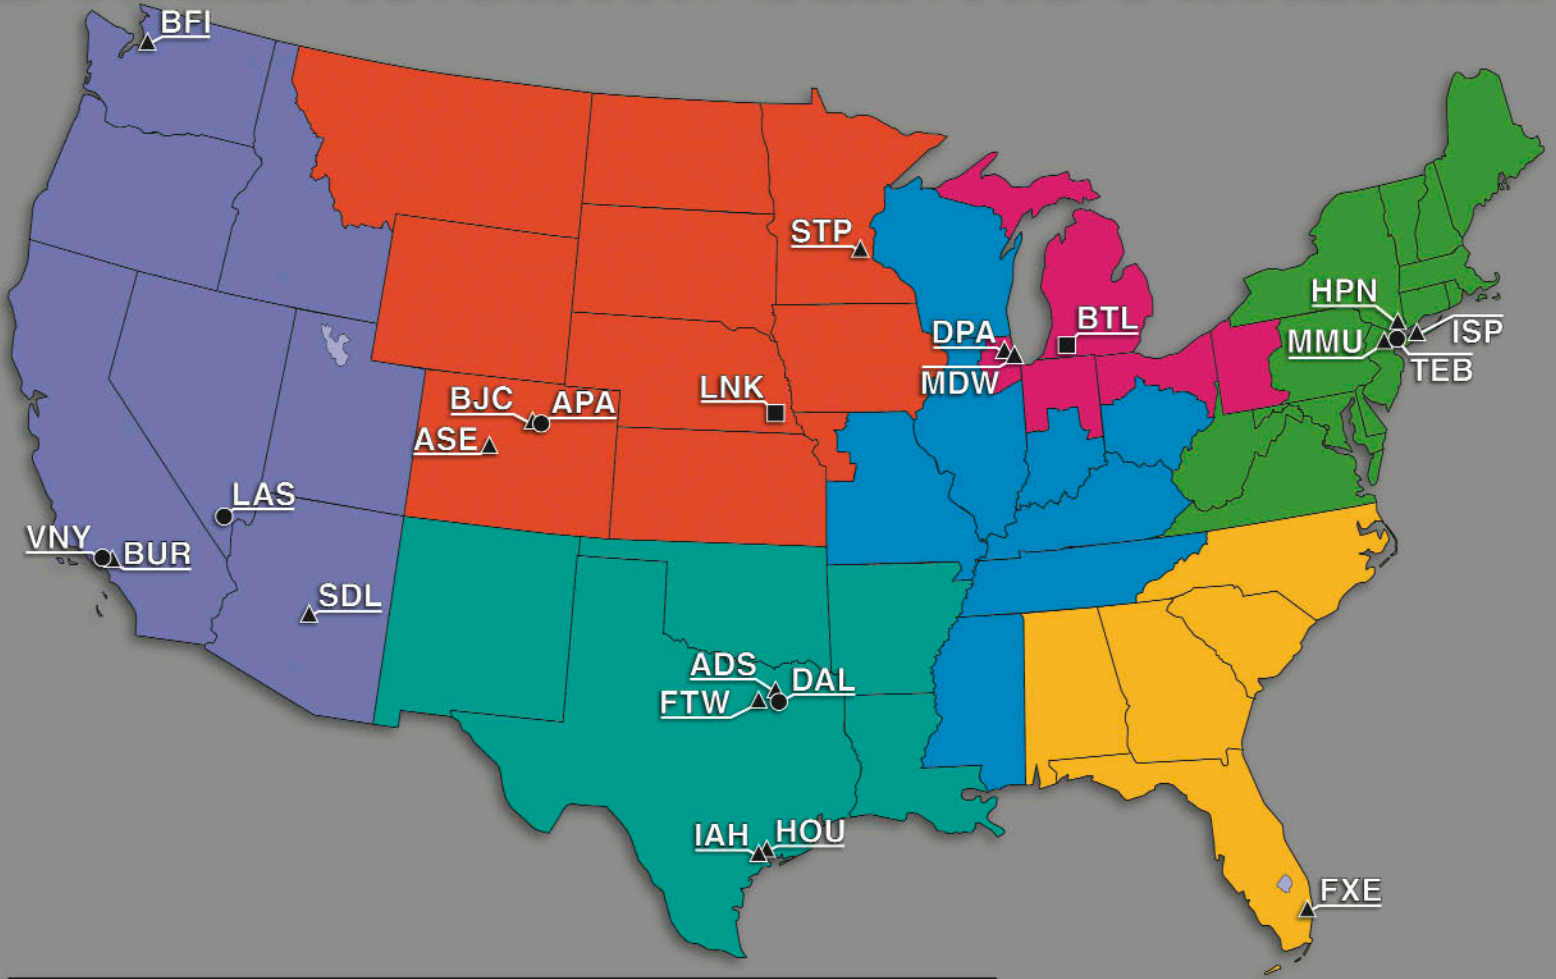 BFI
STP
HPN
ISP
MMU
TEB
DPA
BTL
MDW
LNK
BJC
APA
ASE
LAS
VNY
BUR
SDL
ADS
DAL
FTW
IAH
HOU
FXE